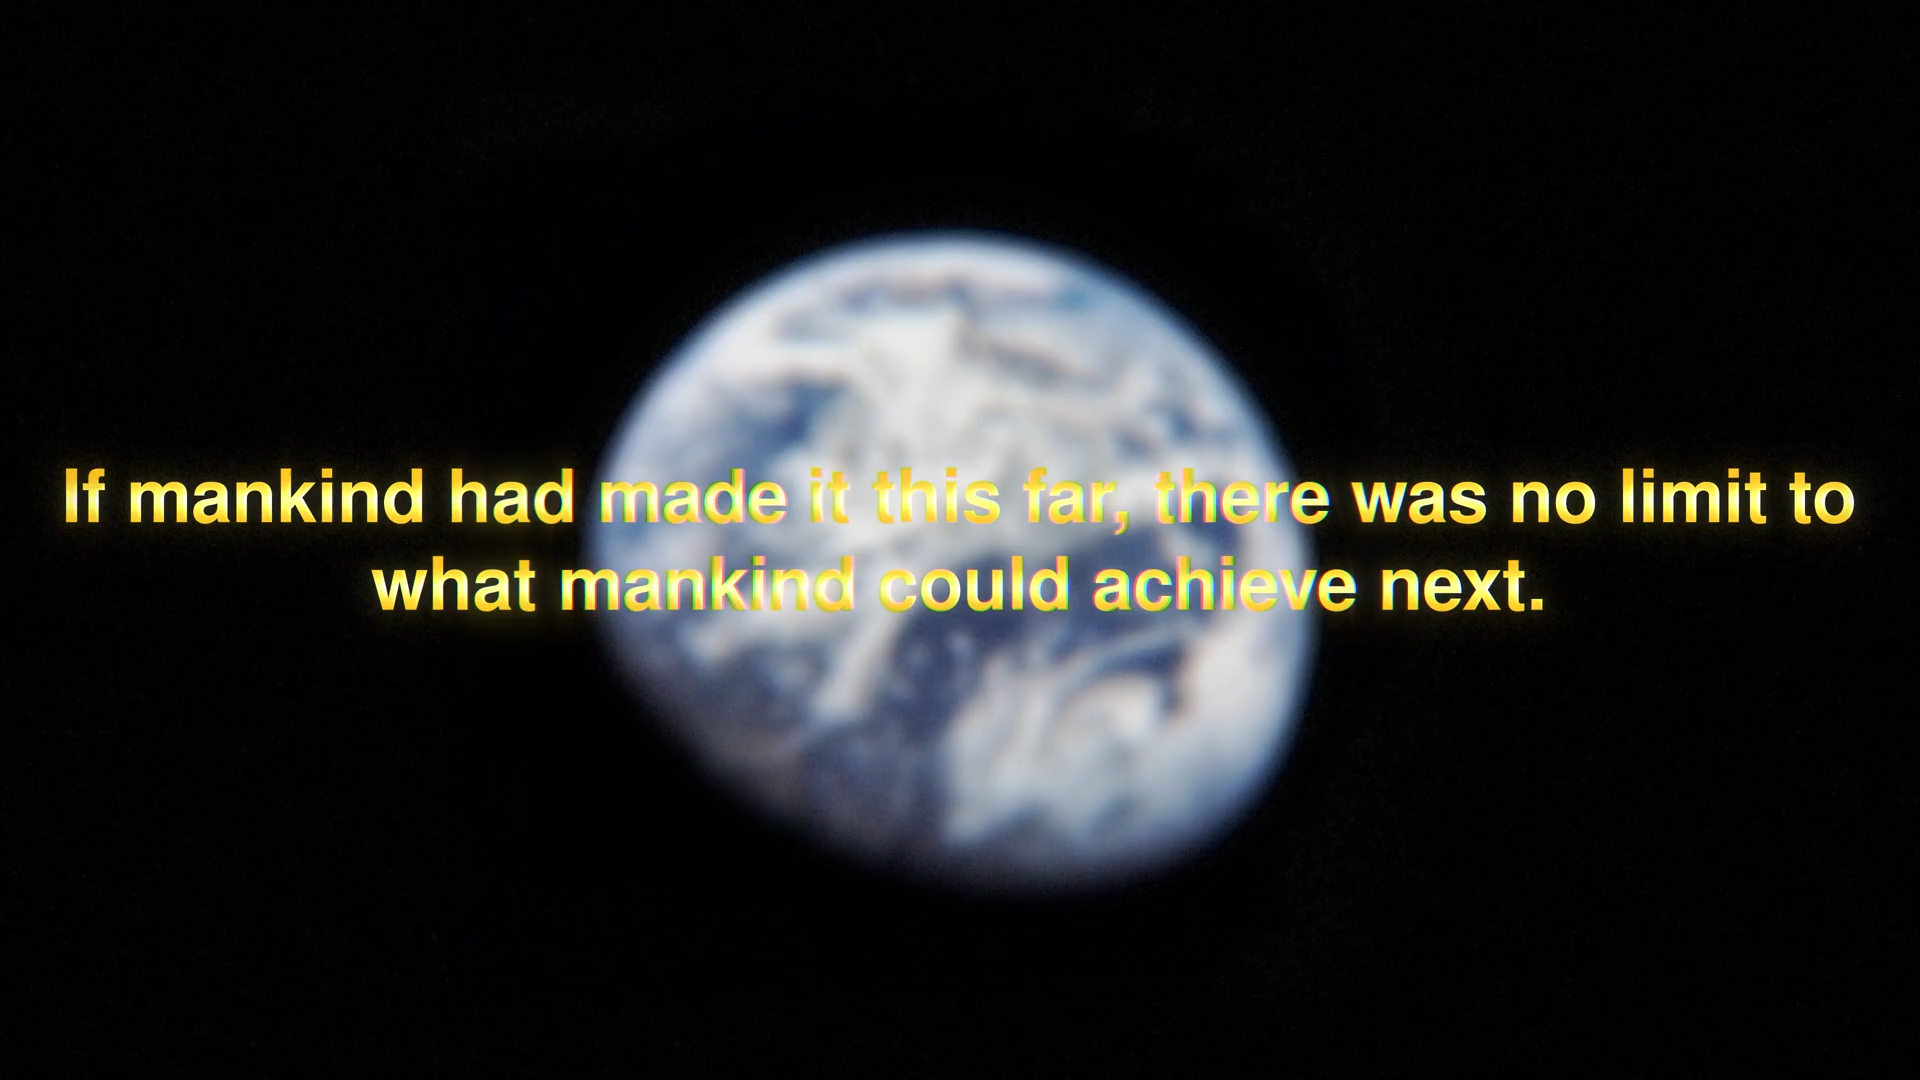 If mankind had made it this far, there was no limit to
what mankind could achieve next.